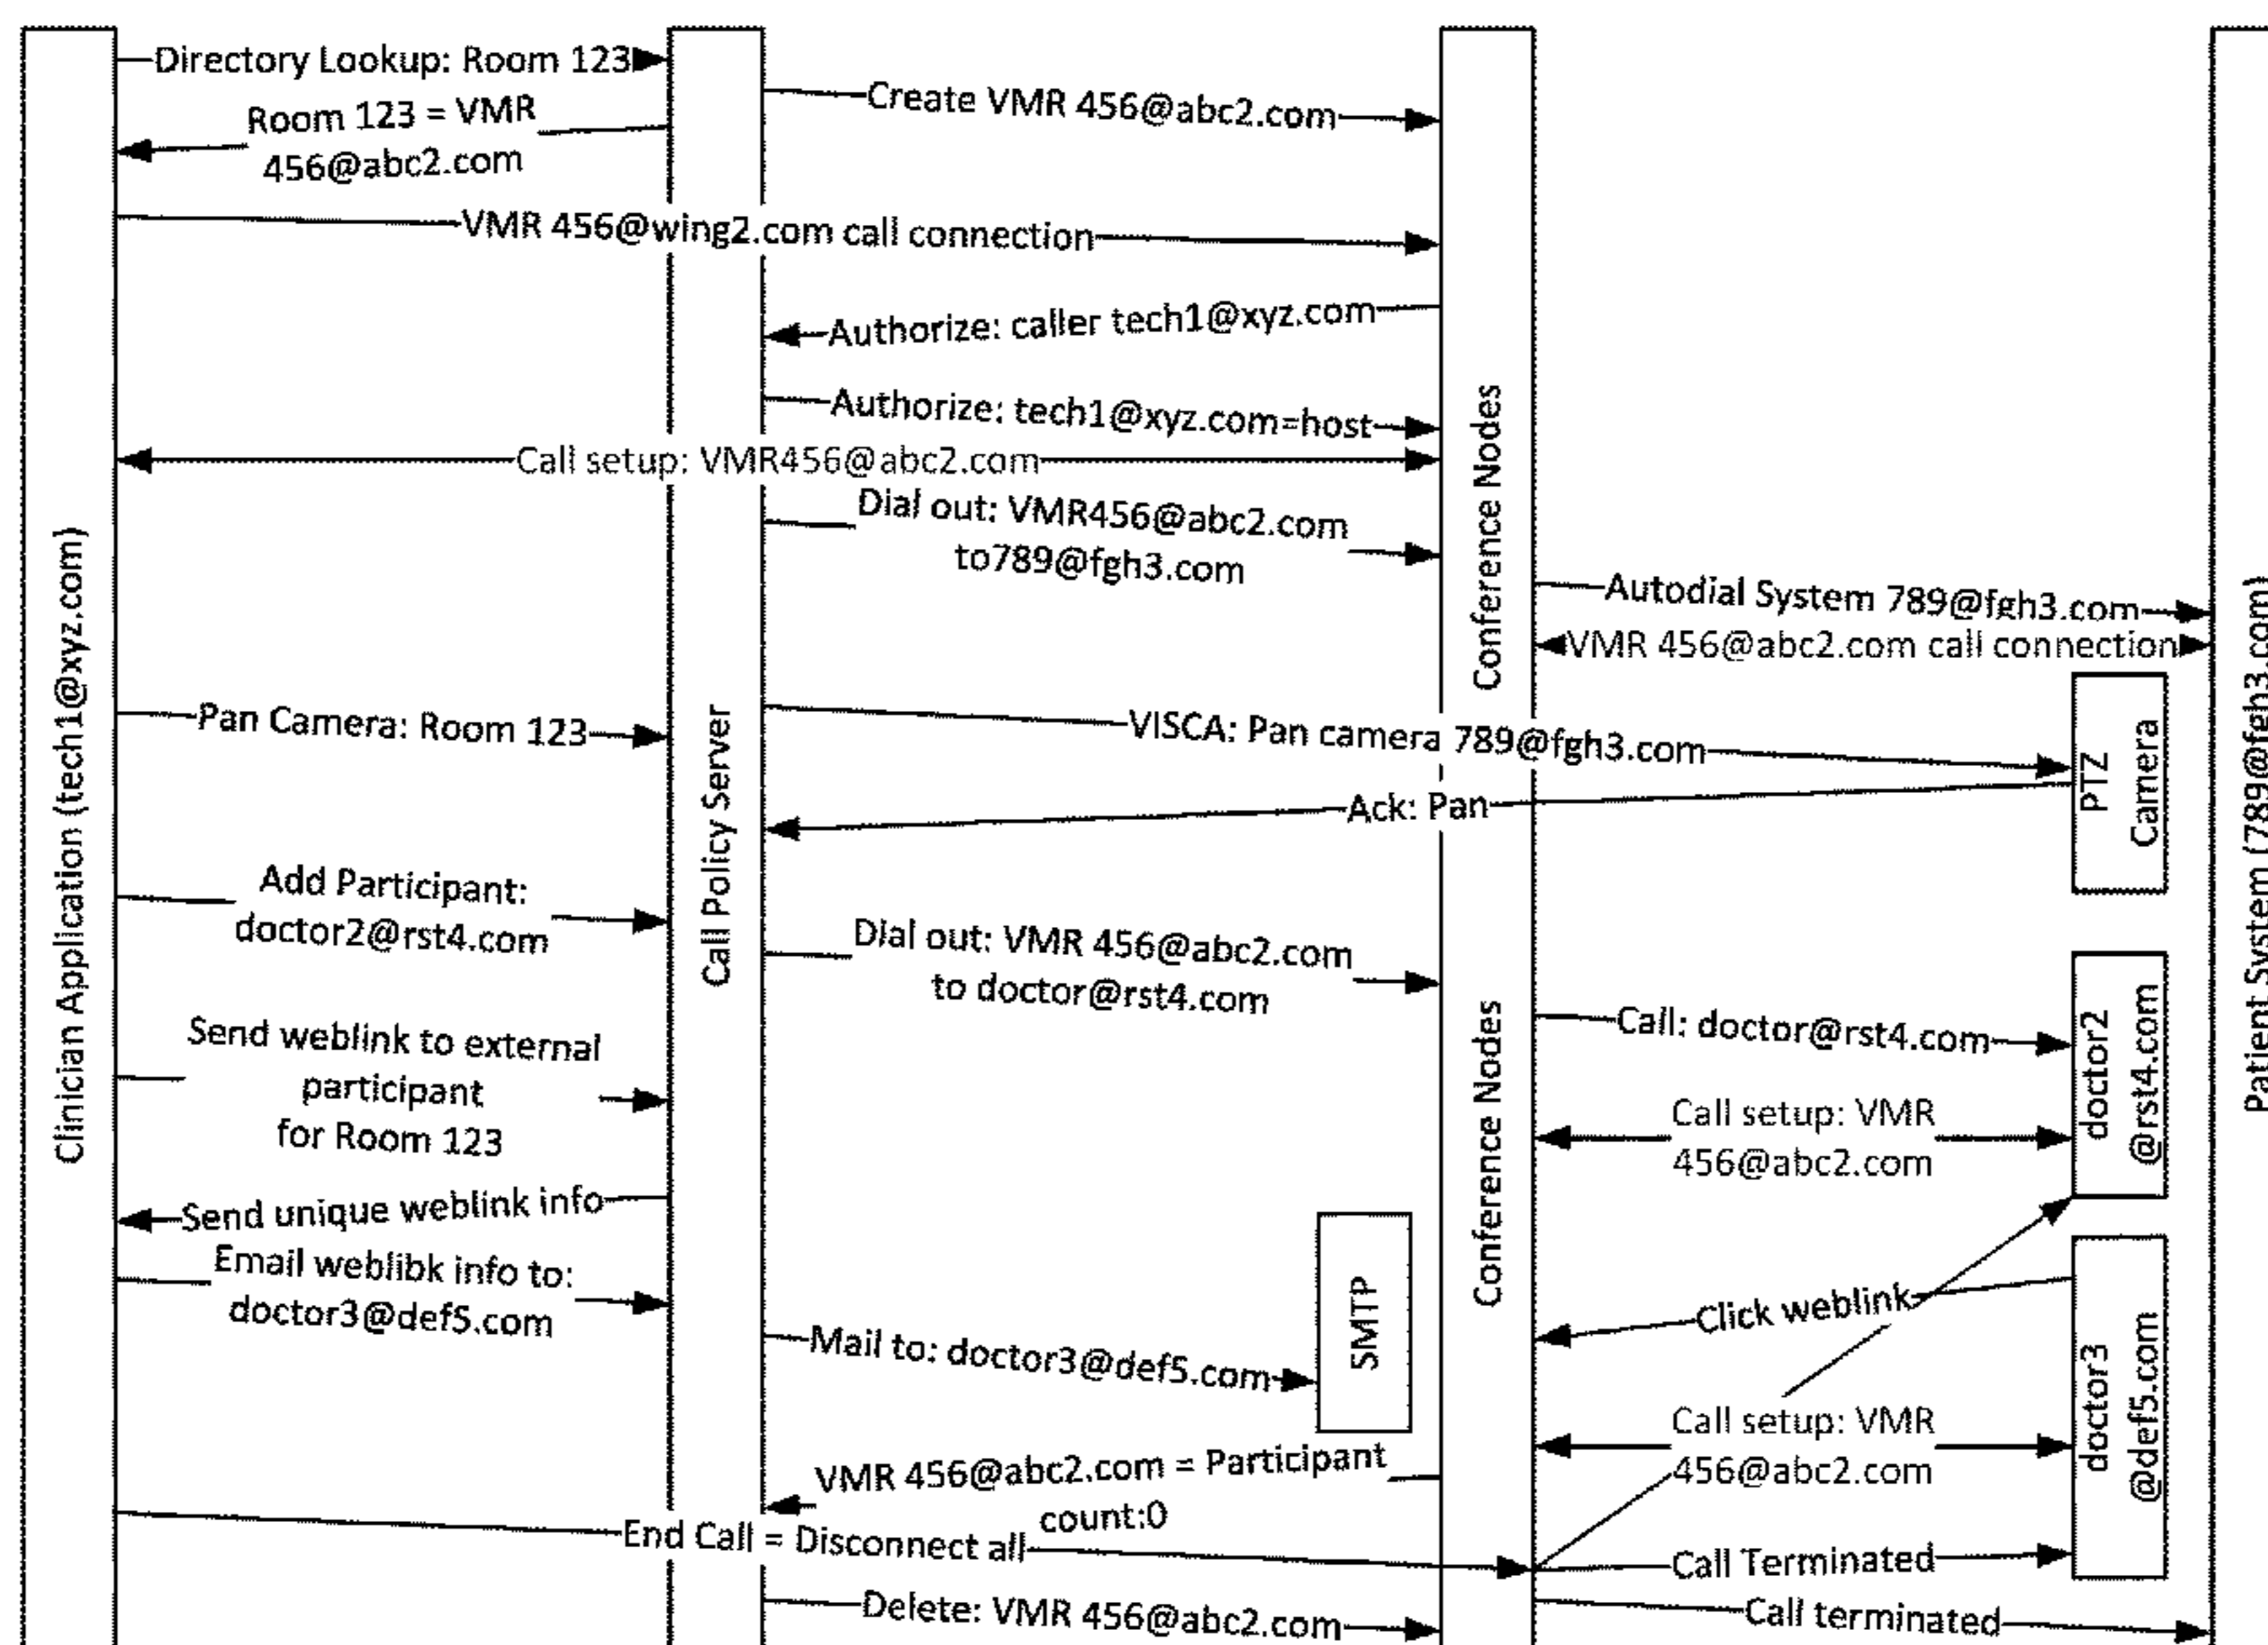 Directory Lookup: Room 123
Create VMR 456@abc2.com
Room 123 = VMR
456@abc2.com
VMR 456@wing2.com call connection
Authorize: caller tech1@xyz.com
Authorize: tech1@xyz.com=host
Call setup: VMR456@abc2.com
Dial out: VMR456@abc2.com
to789@fgh3.com
Autodial System 789@fgh3.com
VMR 456@abc2.com call connection
Pan Camera: Room 123
VISCA: Pan camera 789@fgh3.com
Ack: Pan
PTZ
Camera
Conference Nodes
Clinician Application (tech1@xyz.com)
Call Policy Server
Patient System (789@fgh3.com)
Add Participant:
doctor2@rst4.com
Dial out: VMR 456@abc2.com
to doctor@rst4.com
Call: doctor@rst4.com
doctor2
@rst4.com
Send weblink to external
participant
for Room 123
Call setup: VMR
456@abc2.com
Conference Nodes
Send unique weblink info
Email weblibk info to:
doctor3@def5.com
Mail to: doctor3@def5.com
SMTP
Click weblink
doctor3
@def5.com
Call setup: VMR
456@abc2.com
VMR 456@abc2.com = Participant
count:0
End Call = Disconnect all
Call Terminated
Delete: VMR 456@abc2.com
Call terminated